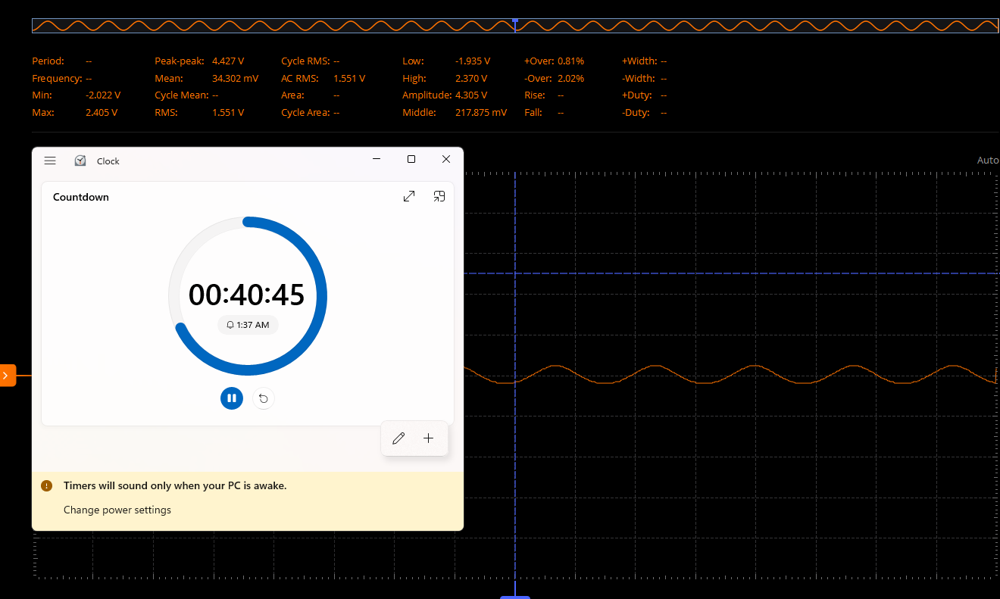 Period: -- Peak-peak: 4.427 V Cycle RMS: -- Low: -1.935 V +Over: 0.81% +Width: --
Frequency: -- Mean: 34.302 mV AC RMS: 1.551 V High: 2.370 V -Over: 2.02% -Width: --
Min: -2.022 V Cycle Mean: -- Area: -- Amplitude: 4.305 V Rise: -- +Duty: --
Max: 2.405 V RMS: 1.551 V Cycle Area: -- Middle: 217.875 mV Fall: -- -Duty: --
Clock
Auto
Countdown
00:40:45
1:37 AM
Timers will sound only when your PC is awake.
Change power settings